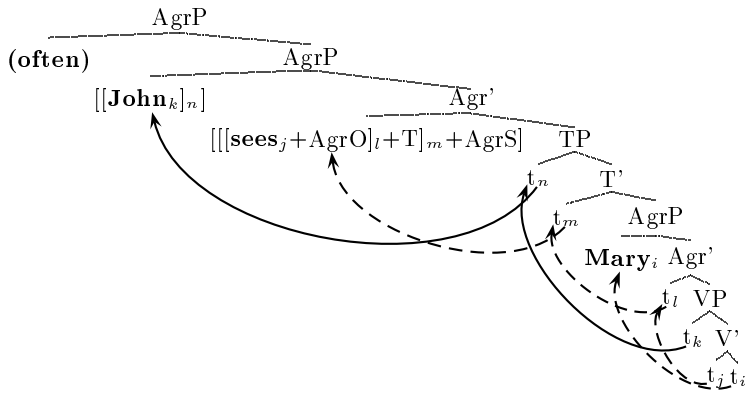 AgrP
(often) AgrP
[[John_k]_n] Agr'
[[[sees_j+AgrO]_l+T]_m+AgrS] TP
t_n T'
t_m AgrP
Mary_i Agr'
t_l VP
t_k V'
t_j t_i